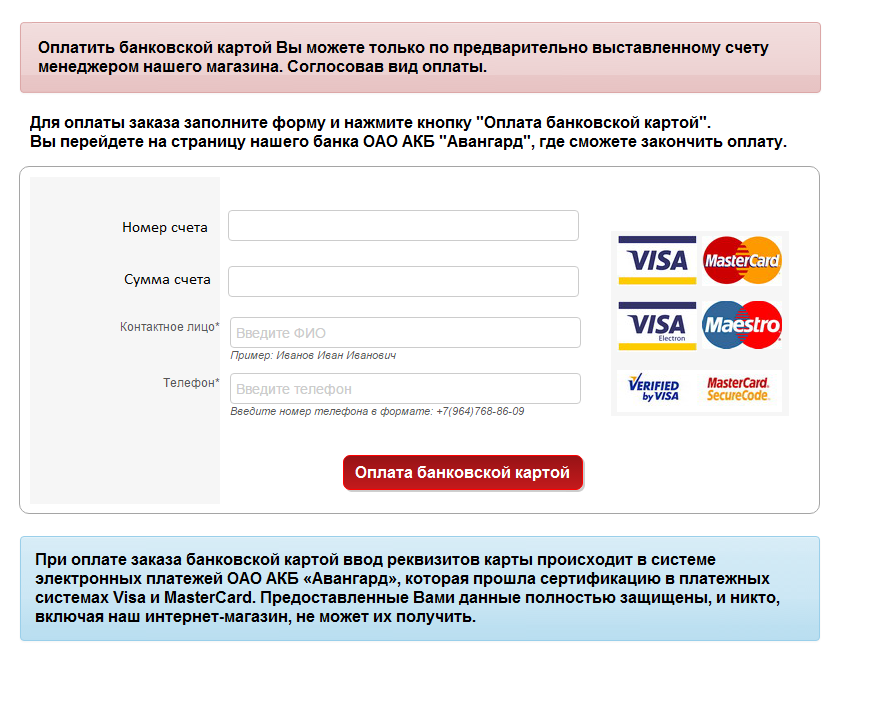 Оплатить банковской картой Вы можете только по предварительно выставленному счету
менеджером нашего магазина. Соглосовав вид оплаты.
Для оплаты заказа заполните форму и нажмите кнопку "Оплата банковской картой".
Вы перейдете на страницу нашего банка ОАО АКБ "Авангард", где сможете закончить оплату.
Номер счета
Сумма счета
Контактное лицо*
Введите ФИО
Пример: Иванов Иван Иванович
Телефон*
Введите телефон
Введите номер телефона в формате: +7(964)768-86-09
VISA
MasterCard
VISA
Electron
Maestro
VERIFIED
by VISA
MasterCard.
SecureCode.
Оплата банковской картой
При оплате заказа банковской картой ввод реквизитов карты происходит в системе
электронных платежей ОАО АКБ «Авангард», которая прошла сертификацию в платежных
системах Visa и MasterCard. Предоставленные Вами данные полностью защищены, и никто,
включая наш интернет-магазин, не может их получить.